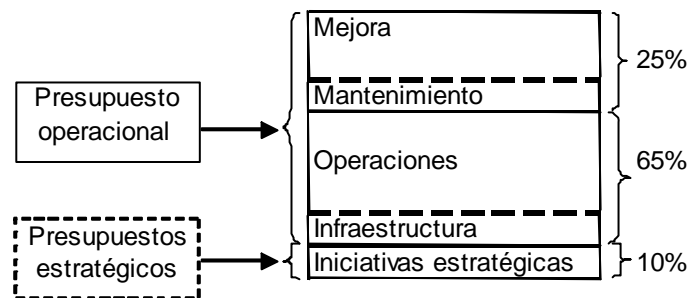 Mejora
25%
Mantenimiento
Presupuesto
operacional
Operaciones
65%
Infraestructura
Presupuestos
estratégicos
Iniciativas estratégicas
10%